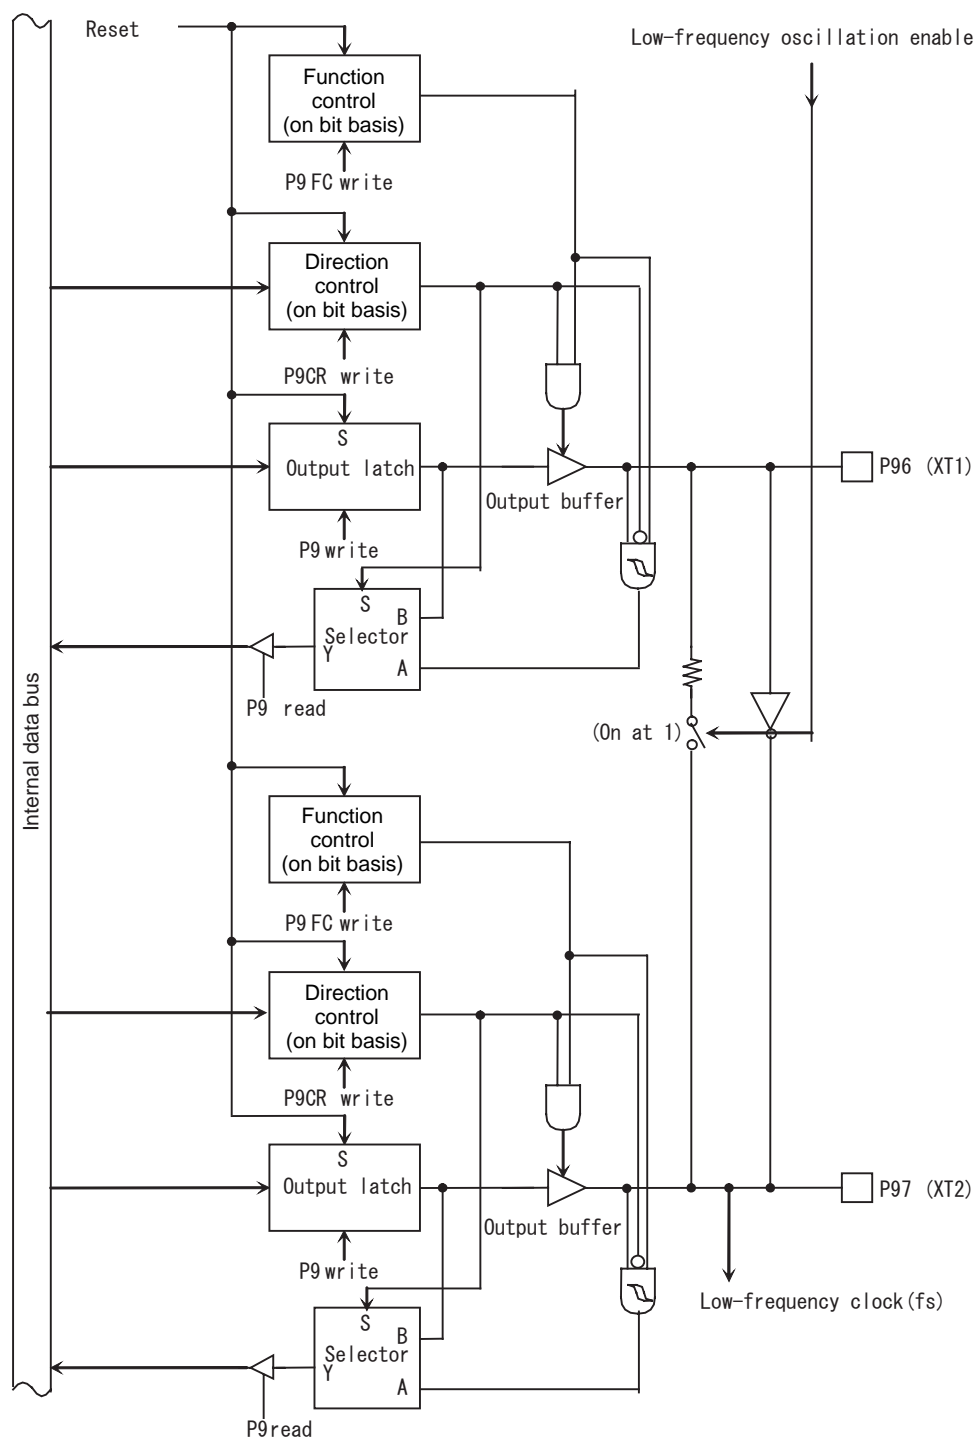 Reset
Low-frequency oscillation enable
Function
control
(on bit basis)
P9 FC write
Direction
control
(on bit basis)
P9CR write
S
Output latch
P96 (XT1)
Output buffer
P9 write
S
B
Selector
Y
A
P9 read
(On at 1)
Internal data bus
Function
control
(on bit basis)
P9 FC write
Direction
control
(on bit basis)
P9CR write
S
Output latch
P97 (XT2)
Output buffer
P9 write
Low-frequency clock(fs)
S
B
Selector
Y
A
P9read